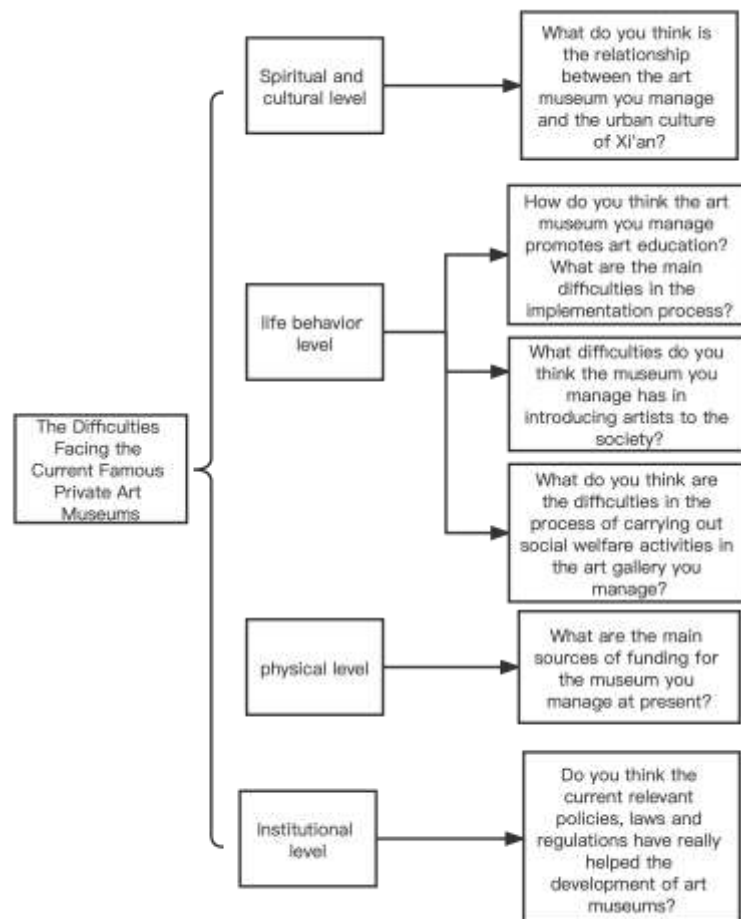 Spiritual and
cultural level
What do you think is
the relationship
between the art
museum you manage
and the urban culture
of Xi'an?
life behavior
level
How do you think the art
museum you manage
promotes art education?
What are the main
difficulties in the
implementation process?
What difficulties do you
think the museum you
manage has in
introducing artists to the
society?
What do you think are
the difficulties in the
process of carrying out
social welfare activities in
the art gallery you
manage?
The Difficulties
Facing the
Current Famous
Private Art
Museums
physical level
What are the main
sources of funding for
the museum you
manage at present?
Institutional
level
Do you think the
current relevant
policies, laws and
regulations have really
helped the
development of art
museums?